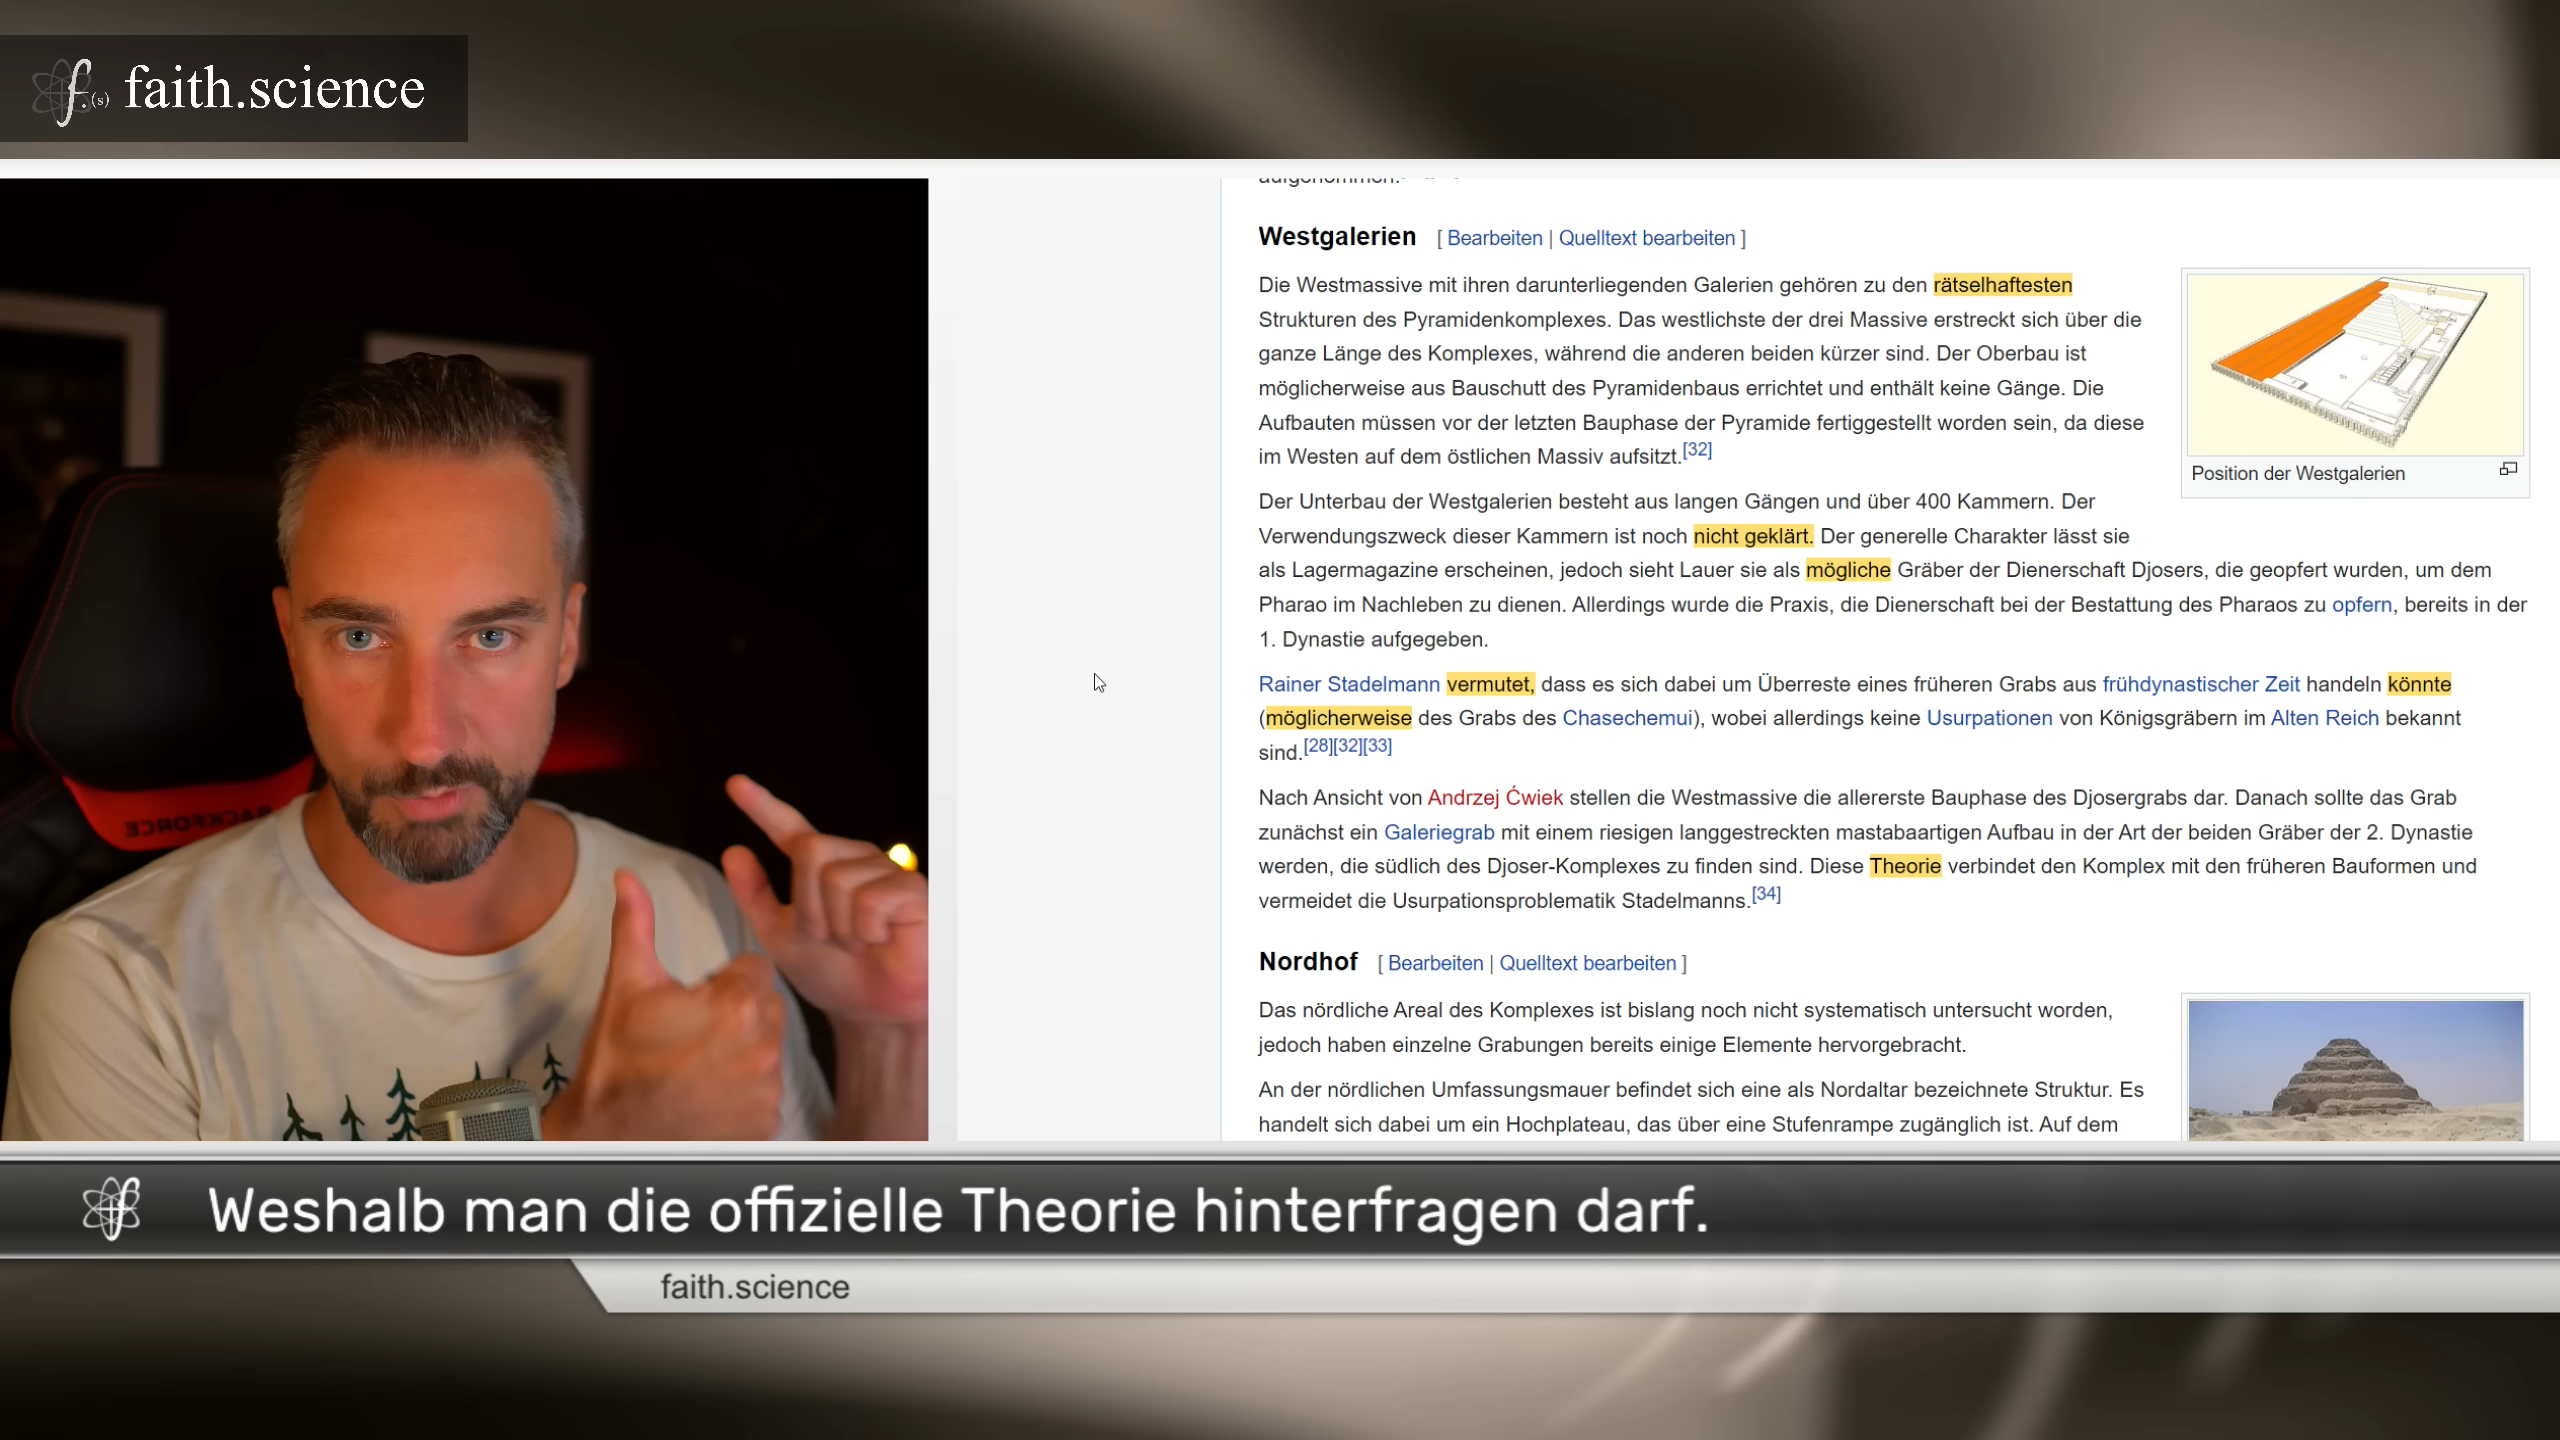 faith.science
Westgalerien [ Bearbeiten | Quelltext bearbeiten ]
Die Westmassive mit ihren darunterliegenden Galerien gehören zu den rätselhaftesten
Strukturen des Pyramidenkomplexes. Das westlichste der drei Massive erstreckt sich über die
ganze Länge des Komplexes, während die anderen beiden kürzer sind. Der Oberbau ist
möglicherweise aus Bauschutt des Pyramidenbaus errichtet und enthält keine Gänge. Die
Aufbauten müssen vor der letzten Bauphase der Pyramide fertiggestellt worden sein, da diese
im Westen auf dem östlichen Massiv aufsitzt.[32]
Position der Westgalerien
Der Unterbau der Westgalerien besteht aus langen Gängen und über 400 Kammern. Der
Verwendungszweck dieser Kammern ist noch nicht geklärt. Der generelle Charakter lässt sie
als Lagermagazine erscheinen, jedoch sieht Lauer sie als mögliche Gräber der Dienerschaft Djosers, die geopfert wurden, um dem
Pharao im Nachleben zu dienen. Allerdings wurde die Praxis, die Dienerschaft bei der Bestattung des Pharaos zu opfern, bereits in der
1. Dynastie aufgegeben.
Rainer Stadelmann vermutet, dass es sich dabei um Überreste eines früheren Grabs aus frühdynastischer Zeit handeln könnte
(möglicherweise des Grabs des Chasechemui), wobei allerdings keine Usurpationen von Königsgräbern im Alten Reich bekannt
sind.[28][32][33]
Nach Ansicht von Andrzej Ćwiek stellen die Westmassive die allererste Bauphase des Djosergrabs dar. Danach sollte das Grab
zunächst ein Galeriegrab mit einem riesigen langgestreckten mastabaartigen Aufbau in der Art der beiden Gräber der 2. Dynastie
werden, die südlich des Djoser-Komplexes zu finden sind. Diese Theorie verbindet den Komplex mit den früheren Bauformen und
vermeidet die Usurpationsproblematik Stadelmanns.[34]
Nordhof [ Bearbeiten | Quelltext bearbeiten ]
Das nördliche Areal des Komplexes ist bislang noch nicht systematisch untersucht worden,
jedoch haben einzelne Grabungen bereits einige Elemente hervorgebracht.
An der nördlichen Umfassungsmauer befindet sich eine als Nordaltar bezeichnete Struktur. Es
handelt sich dabei um ein Hochplateau, das über eine Stufenrampe zugänglich ist. Auf dem
Weshalb man die offizielle Theorie hinterfragen darf.
faith.science